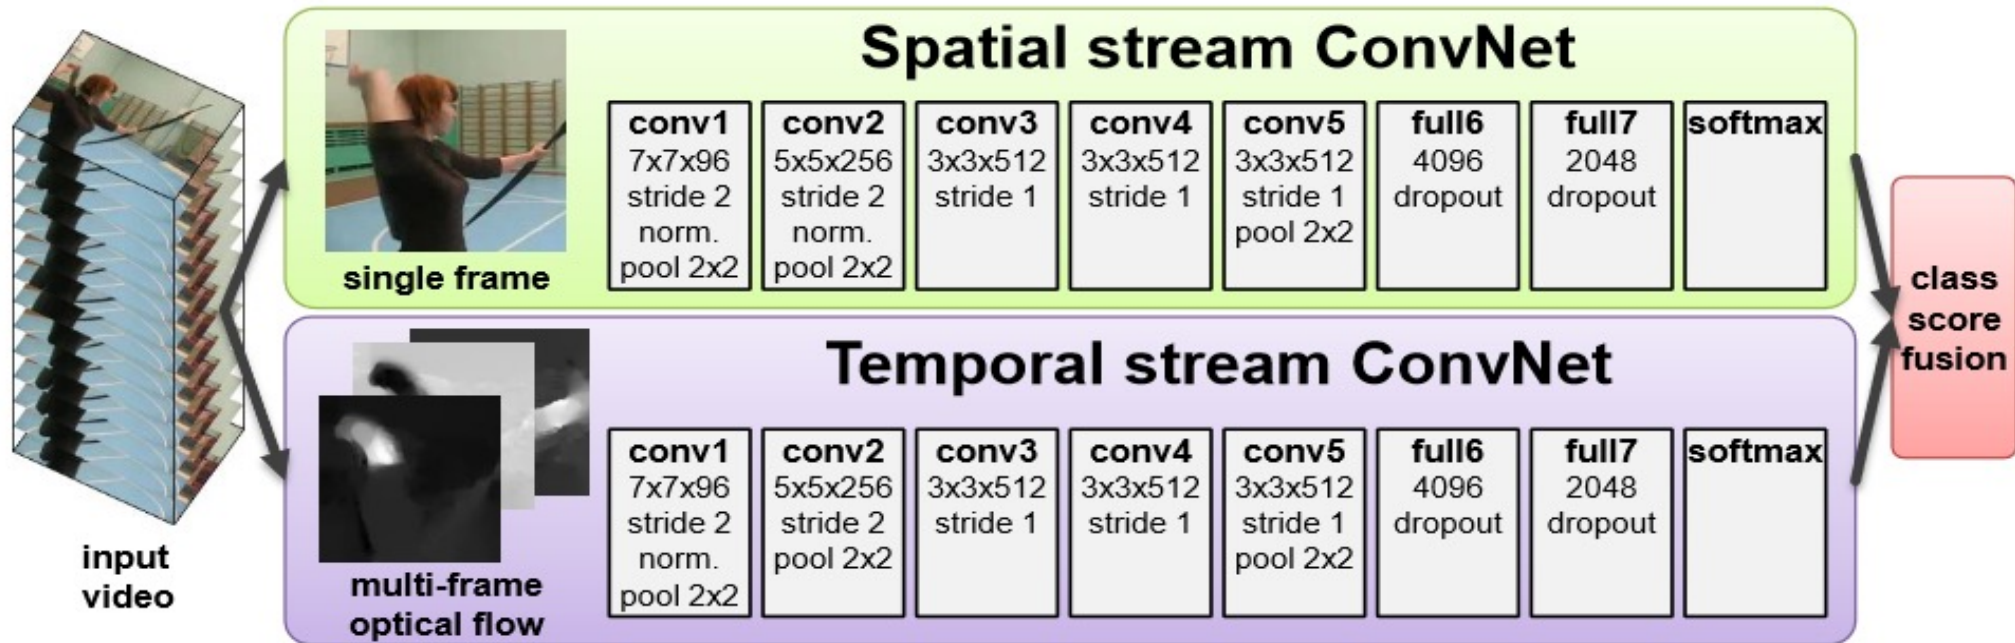 Spatial stream ConvNet
single frame
conv1
7x7x96
stride 2
norm.
pool 2x2
conv2
5x5x256
stride 2
norm.
pool 2x2
conv3
3x3x512
stride 1
conv4
3x3x512
stride 1
conv5
3x3x512
stride 1
pool 2x2
full6
4096
dropout
full7
2048
dropout
softmax
Temporal stream ConvNet
input
video
multi-frame
optical flow
conv1
7x7x96
stride 2
norm.
pool 2x2
conv2
5x5x256
stride 2
pool 2x2
conv3
3x3x512
stride 1
conv4
3x3x512
stride 1
conv5
3x3x512
stride 1
pool 2x2
full6
4096
dropout
full7
2048
dropout
softmax
class
score
fusion